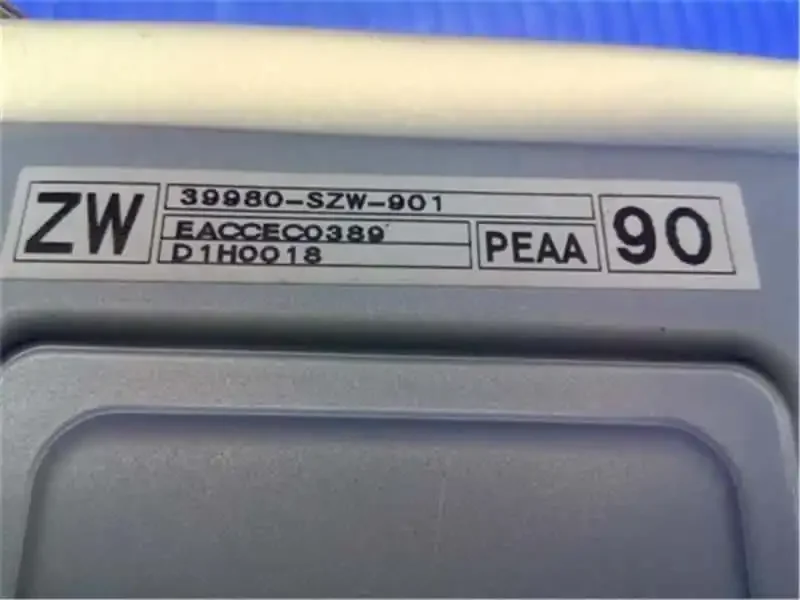 ZW
39980-SZW-901
EACCEC0389
D1H0018
PEAA
90